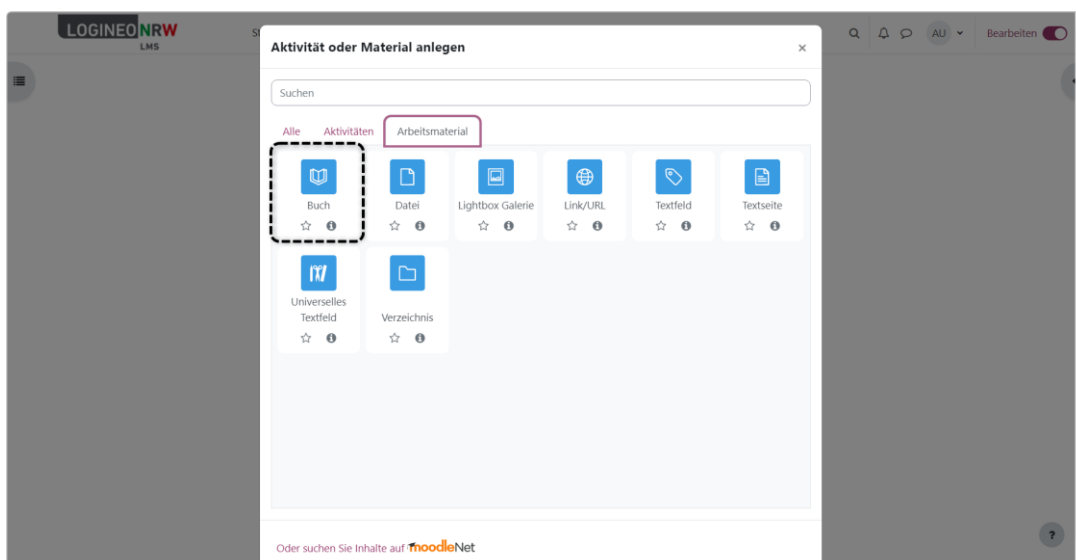 LOGINEO NRW
LMS
AU
Bearbeiten
Aktivität oder Material anlegen
×
Suchen
Alle Aktivitäten Arbeitsmaterial
Buch Datei Lightbox Galerie Link/URL Textfeld Textseite
Universelles
Textfeld Verzeichnis
Oder suchen Sie Inhalte auf moodleNet
?